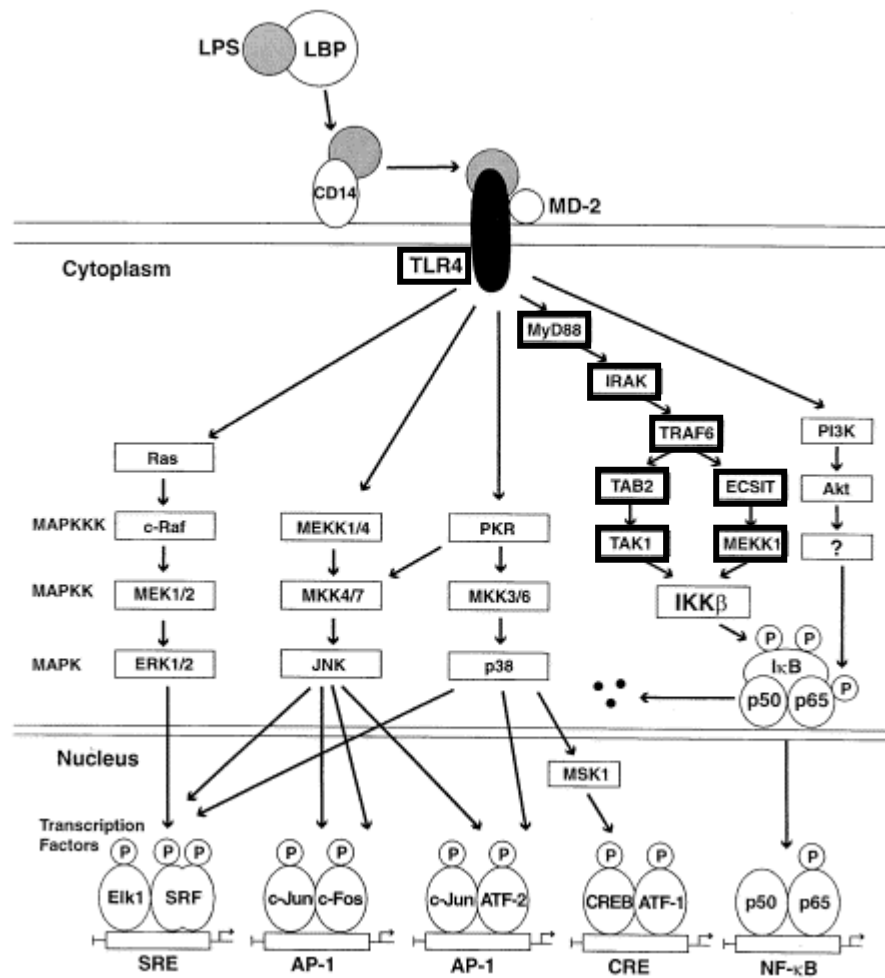 LPS LBP
CD14
MD-2
Cytoplasm
TLR4
MyD88
IRAK
TRAF6
PI3K
Ras
TAB2 ECSIT Akt
MAPKKK c-Raf MEKK1/4 PKR
TAK1 MEKK1 ?
MAPKK MEK1/2 MKK4/7 MKK3/6 IKKβ
P P
MAPK ERK1/2 JNK p38 IκB
P
p50 p65
Nucleus
MSK1
Transcription
Factors
P P P P P P P P P P
Elk1 SRF c-Jun c-Fos c-Jun ATF-2 CREB ATF-1 p50 p65
SRE AP-1 AP-1 CRE NF-κB